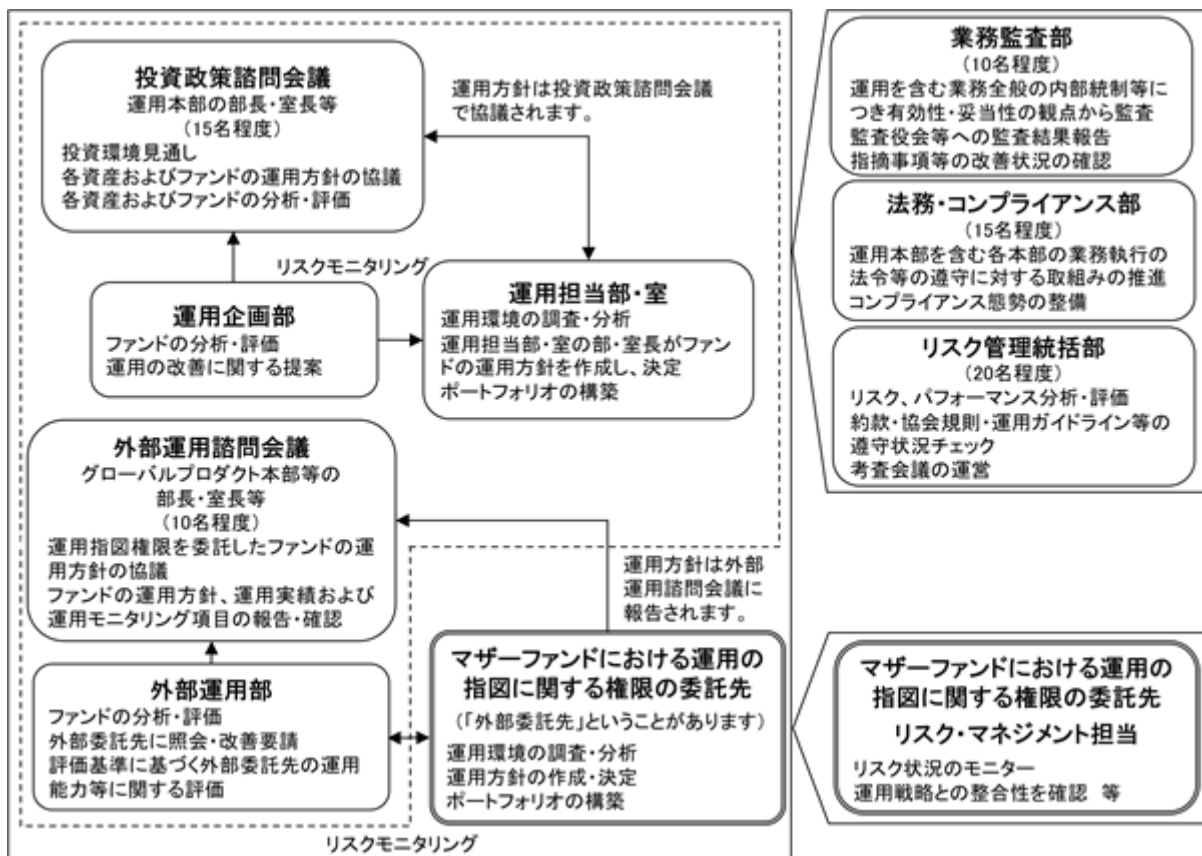 投資政策諮問会議
運用本部の部長・室長等
(15名程度)
投資環境見通し
各資産およびファンドの運用方針の協議
各資産およびファンドの分析・評価
運用方針は投資政策諮問会議
で協議されます。
リスクモニタリング
運用企画部
ファンドの分析・評価
運用の改善に関する提案
運用担当部・室
運用環境の調査・分析
運用担当部・室の部・室長がファン
ドの運用方針を作成し、決定
ポートフォリオの構築
外部運用諮問会議
グローバルプロダクト本部等の
部長・室長等
(10名程度)
運用指図権限を委託したファンドの運
用方針の協議
ファンドの運用方針、運用実績および
運用モニタリング項目の報告・確認
運用方針は外部
運用諮問会議に
報告されます。
外部運用部
ファンドの分析・評価
外部委託先に照会・改善要請
評価基準に基づく外部委託先の運用
能力等に関する評価
マザーファンドにおける運用の
指図に関する権限の委託先
(「外部委託先」ということがあります)
運用環境の調査・分析
運用方針の作成・決定
ポートフォリオの構築
リスクモニタリング
業務監査部
(10名程度)
運用を含む業務全般の内部統制等に
つき有効性・妥当性の観点から監査
監査役会等への監査結果報告
指摘事項等の改善状況の確認
法務・コンプライアンス部
(15名程度)
運用本部を含む各本部の業務執行の
法令等の遵守に対する取組みの推進
コンプライアンス態勢の整備
リスク管理統括部
(20名程度)
リスク、パフォーマンス分析・評価
約款・協会規則・運用ガイドライン等の
遵守状況チェック
考査会議の運営
マザーファンドにおける運用の
指図に関する権限の委託先
リスク・マネジメント担当
リスク状況のモニター
運用戦略との整合性を確認 等